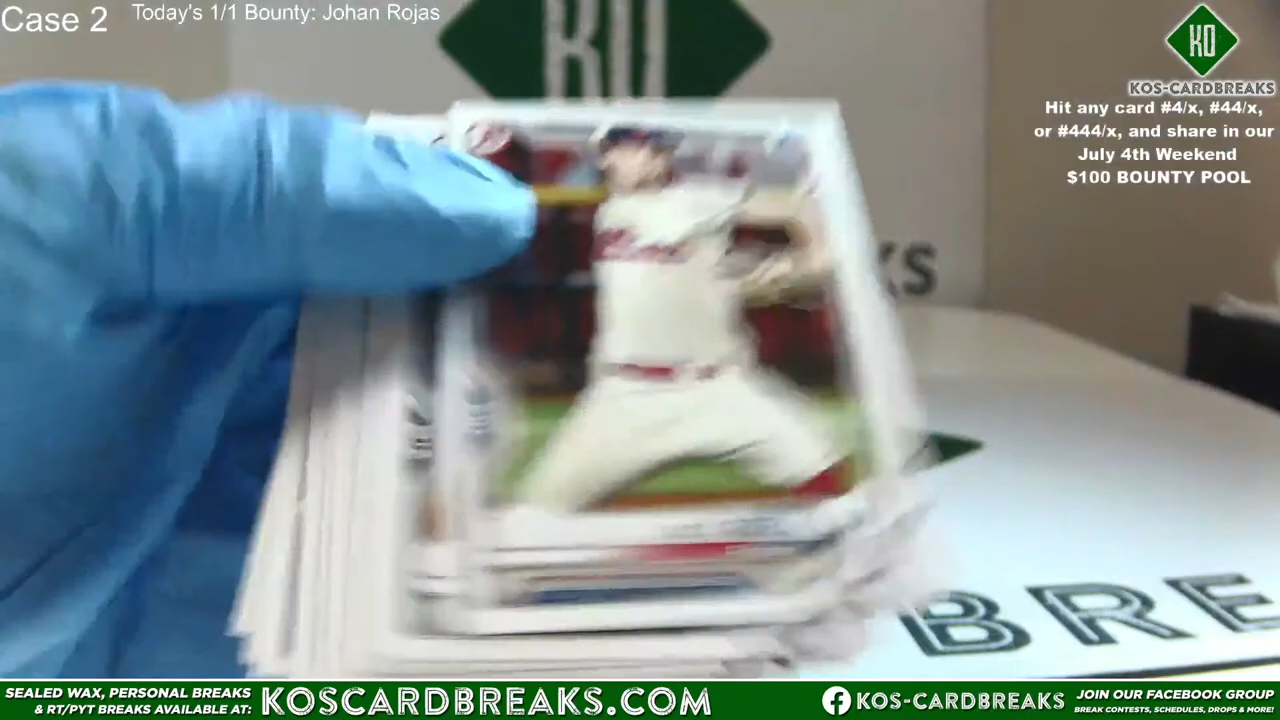 Case 2
Today's 1/1 Bounty: Johan Rojas
KO
KO
KOS-CARDBREAKS
Hit any card #4/x, #44/x,
or #444/x, and share in our
July 4th Weekend
$100 BOUNTY POOL
KS
BRE
SEALED WAX, PERSONAL BREAKS
& RT/PYT BREAKS AVAILABLE AT:
KOSCARDBREAKS.COM
KOS-CARDBREAKS
JOIN OUR FACEBOOK GROUP
BREAK CONTESTS, SCHEDULES, DROPS & MORE!